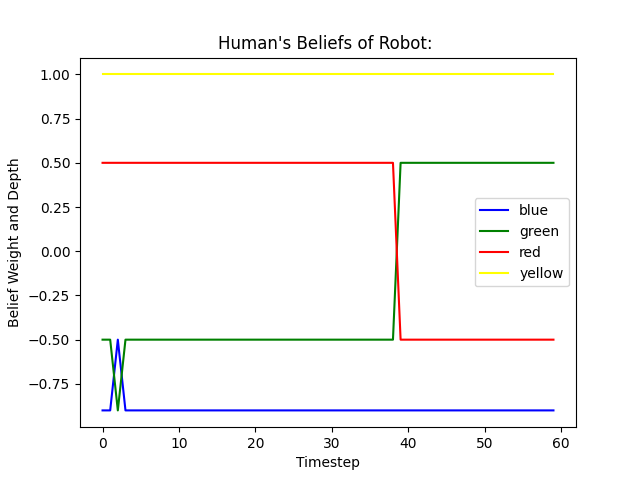 Human's Beliefs of Robot:
1.00
0.75
0.50
0.25
0.00
−0.25
−0.50
−0.75
Belief Weight and Depth
blue
green
red
yellow
0 10 20 30 40 50 60
Timestep